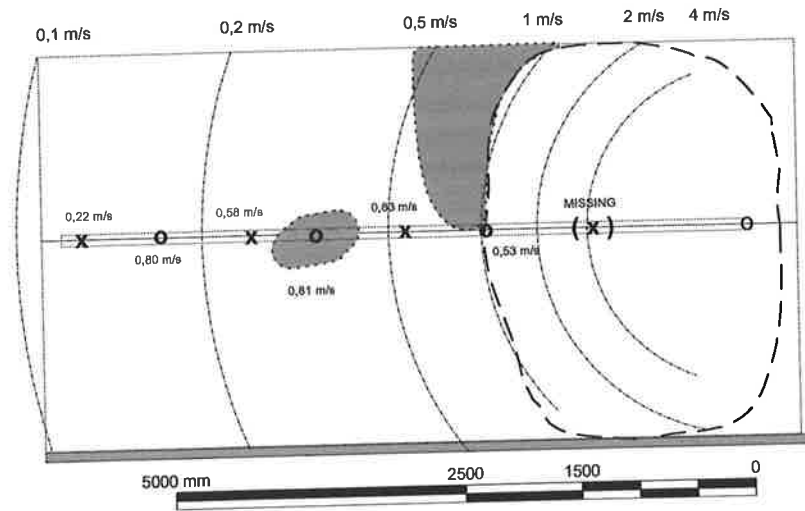 0,1 m/s 0,2 m/s 0,5 m/s 1 m/s 2 m/s 4 m/s
MISSING
0,22 m/s 0,58 m/s 0,83 m/s
X O X O X O ( X ) O
0,80 m/s 0,53 m/s
0,81 m/s
5000 mm 2500 1500 0